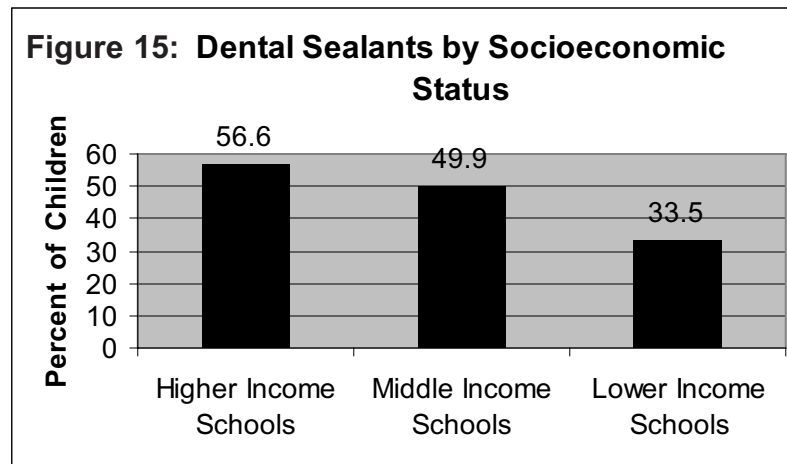 Figure 15: Dental Sealants by Socioeconomic
Status
Percent of Children
60
50
40
30
20
10
0
56.6
49.9
33.5
Higher Income
Schools
Middle Income
Schools
Lower Income
Schools